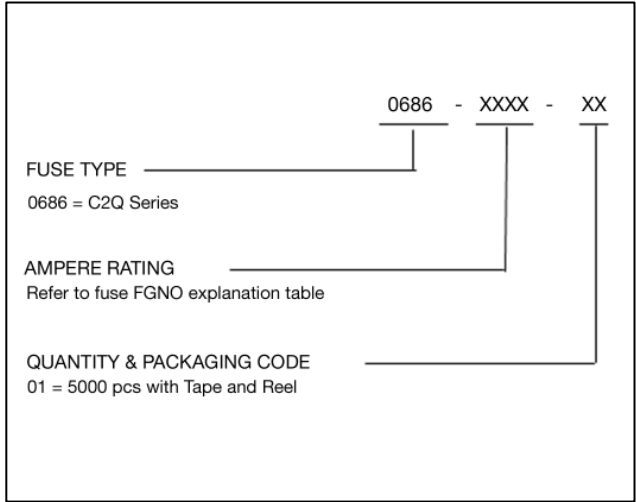 0686 - XXXX - XX
FUSE TYPE
0686 = C2Q Series
AMPERE RATING
Refer to fuse FGNO explanation table
QUANTITY & PACKAGING CODE
01 = 5000 pcs with Tape and Reel